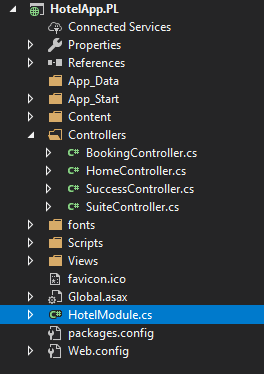 HotelApp.PL
Connected Services
Properties
References
App_Data
App_Start
Content
Controllers
C# BookingController.cs
C# HomeController.cs
C# SuccessController.cs
C# SuiteController.cs
fonts
Scripts
Views
favicon.ico
Global.asax
C# HotelModule.cs
packages.config
Web.config